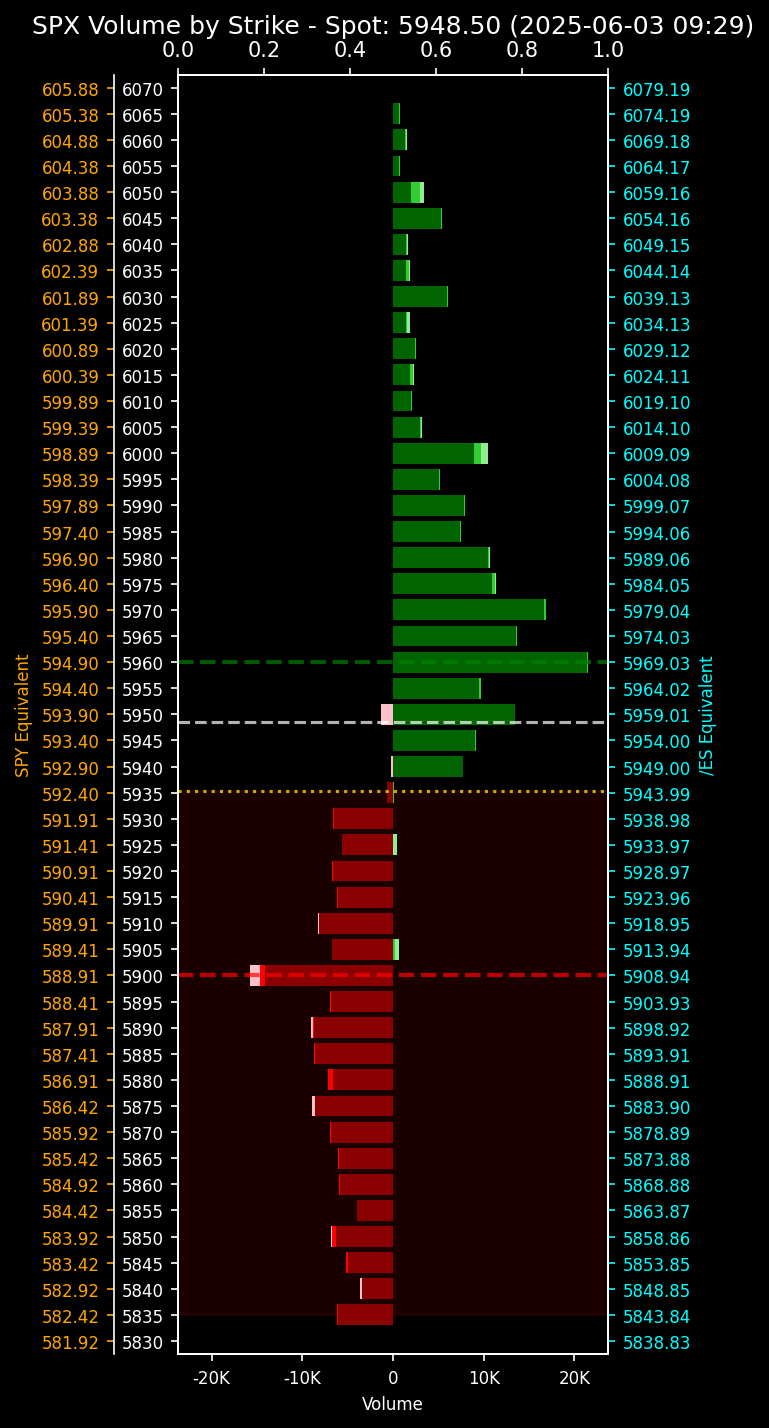 SPX Volume by Strike - Spot: 5948.50 (2025-06-03 09:29)
0.0 0.2 0.4 0.6 0.8 1.0
605.88 6070 6079.19
605.38 6065 6074.19
604.88 6060 6069.18
604.38 6055 6064.17
603.88 6050 6059.16
603.38 6045 6054.16
602.88 6040 6049.15
602.39 6035 6044.14
601.89 6030 6039.13
601.39 6025 6034.13
600.89 6020 6029.12
600.39 6015 6024.11
599.89 6010 6019.10
599.39 6005 6014.10
598.89 6000 6009.09
598.39 5995 6004.08
597.89 5990 5999.07
597.40 5985 5994.06
596.90 5980 5989.06
596.40 5975 5984.05
595.90 5970 5979.04
595.40 5965 5974.03
594.90 5960 5969.03
594.40 5955 5964.02
593.90 5950 5959.01
593.40 5945 5954.00
592.90 5940 5949.00
592.40 5935 5943.99
591.91 5930 5938.98
591.41 5925 5933.97
590.91 5920 5928.97
590.41 5915 5923.96
589.91 5910 5918.95
589.41 5905 5913.94
588.91 5900 5908.94
588.41 5895 5903.93
587.91 5890 5898.92
587.41 5885 5893.91
586.91 5880 5888.91
586.42 5875 5883.90
585.92 5870 5878.89
585.42 5865 5873.88
584.92 5860 5868.88
584.42 5855 5863.87
583.92 5850 5858.86
583.42 5845 5853.85
582.92 5840 5848.85
582.42 5835 5843.84
581.92 5830 5838.83
SPY Equivalent
/ES Equivalent
-20K -10K 0 10K 20K
Volume